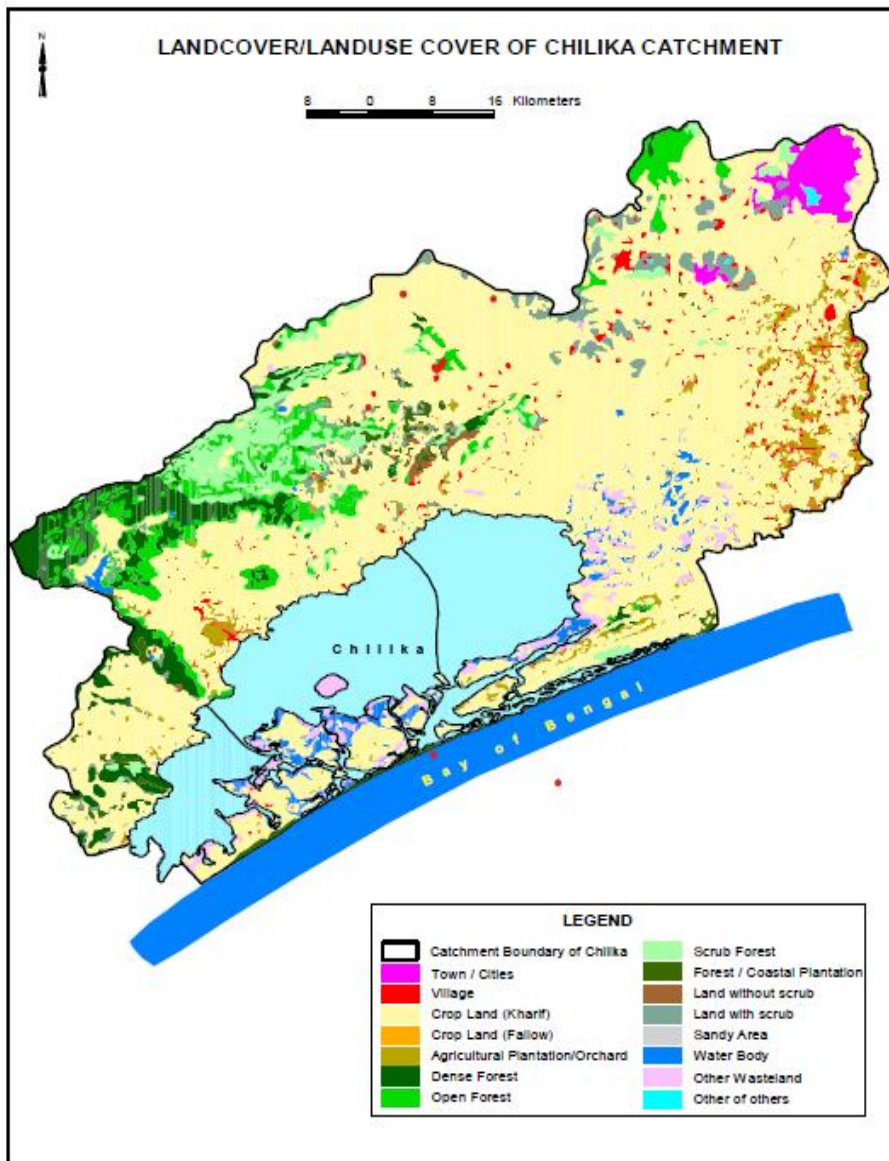 N
LANDCOVER/LANDUSE COVER OF CHILIKA CATCHMENT
8 0 8 16 Kilometers
Chilika
Bay of Bengal
LEGEND
Catchment Boundary of Chilika
Town / Cities
Village
Crop Land (Kharif)
Crop Land (Fallow)
Agricultural Plantation/Orchard
Dense Forest
Open Forest
Scrub Forest
Forest / Coastal Plantation
Land without scrub
Land with scrub
Sandy Area
Water Body
Other Wasteland
Other of others